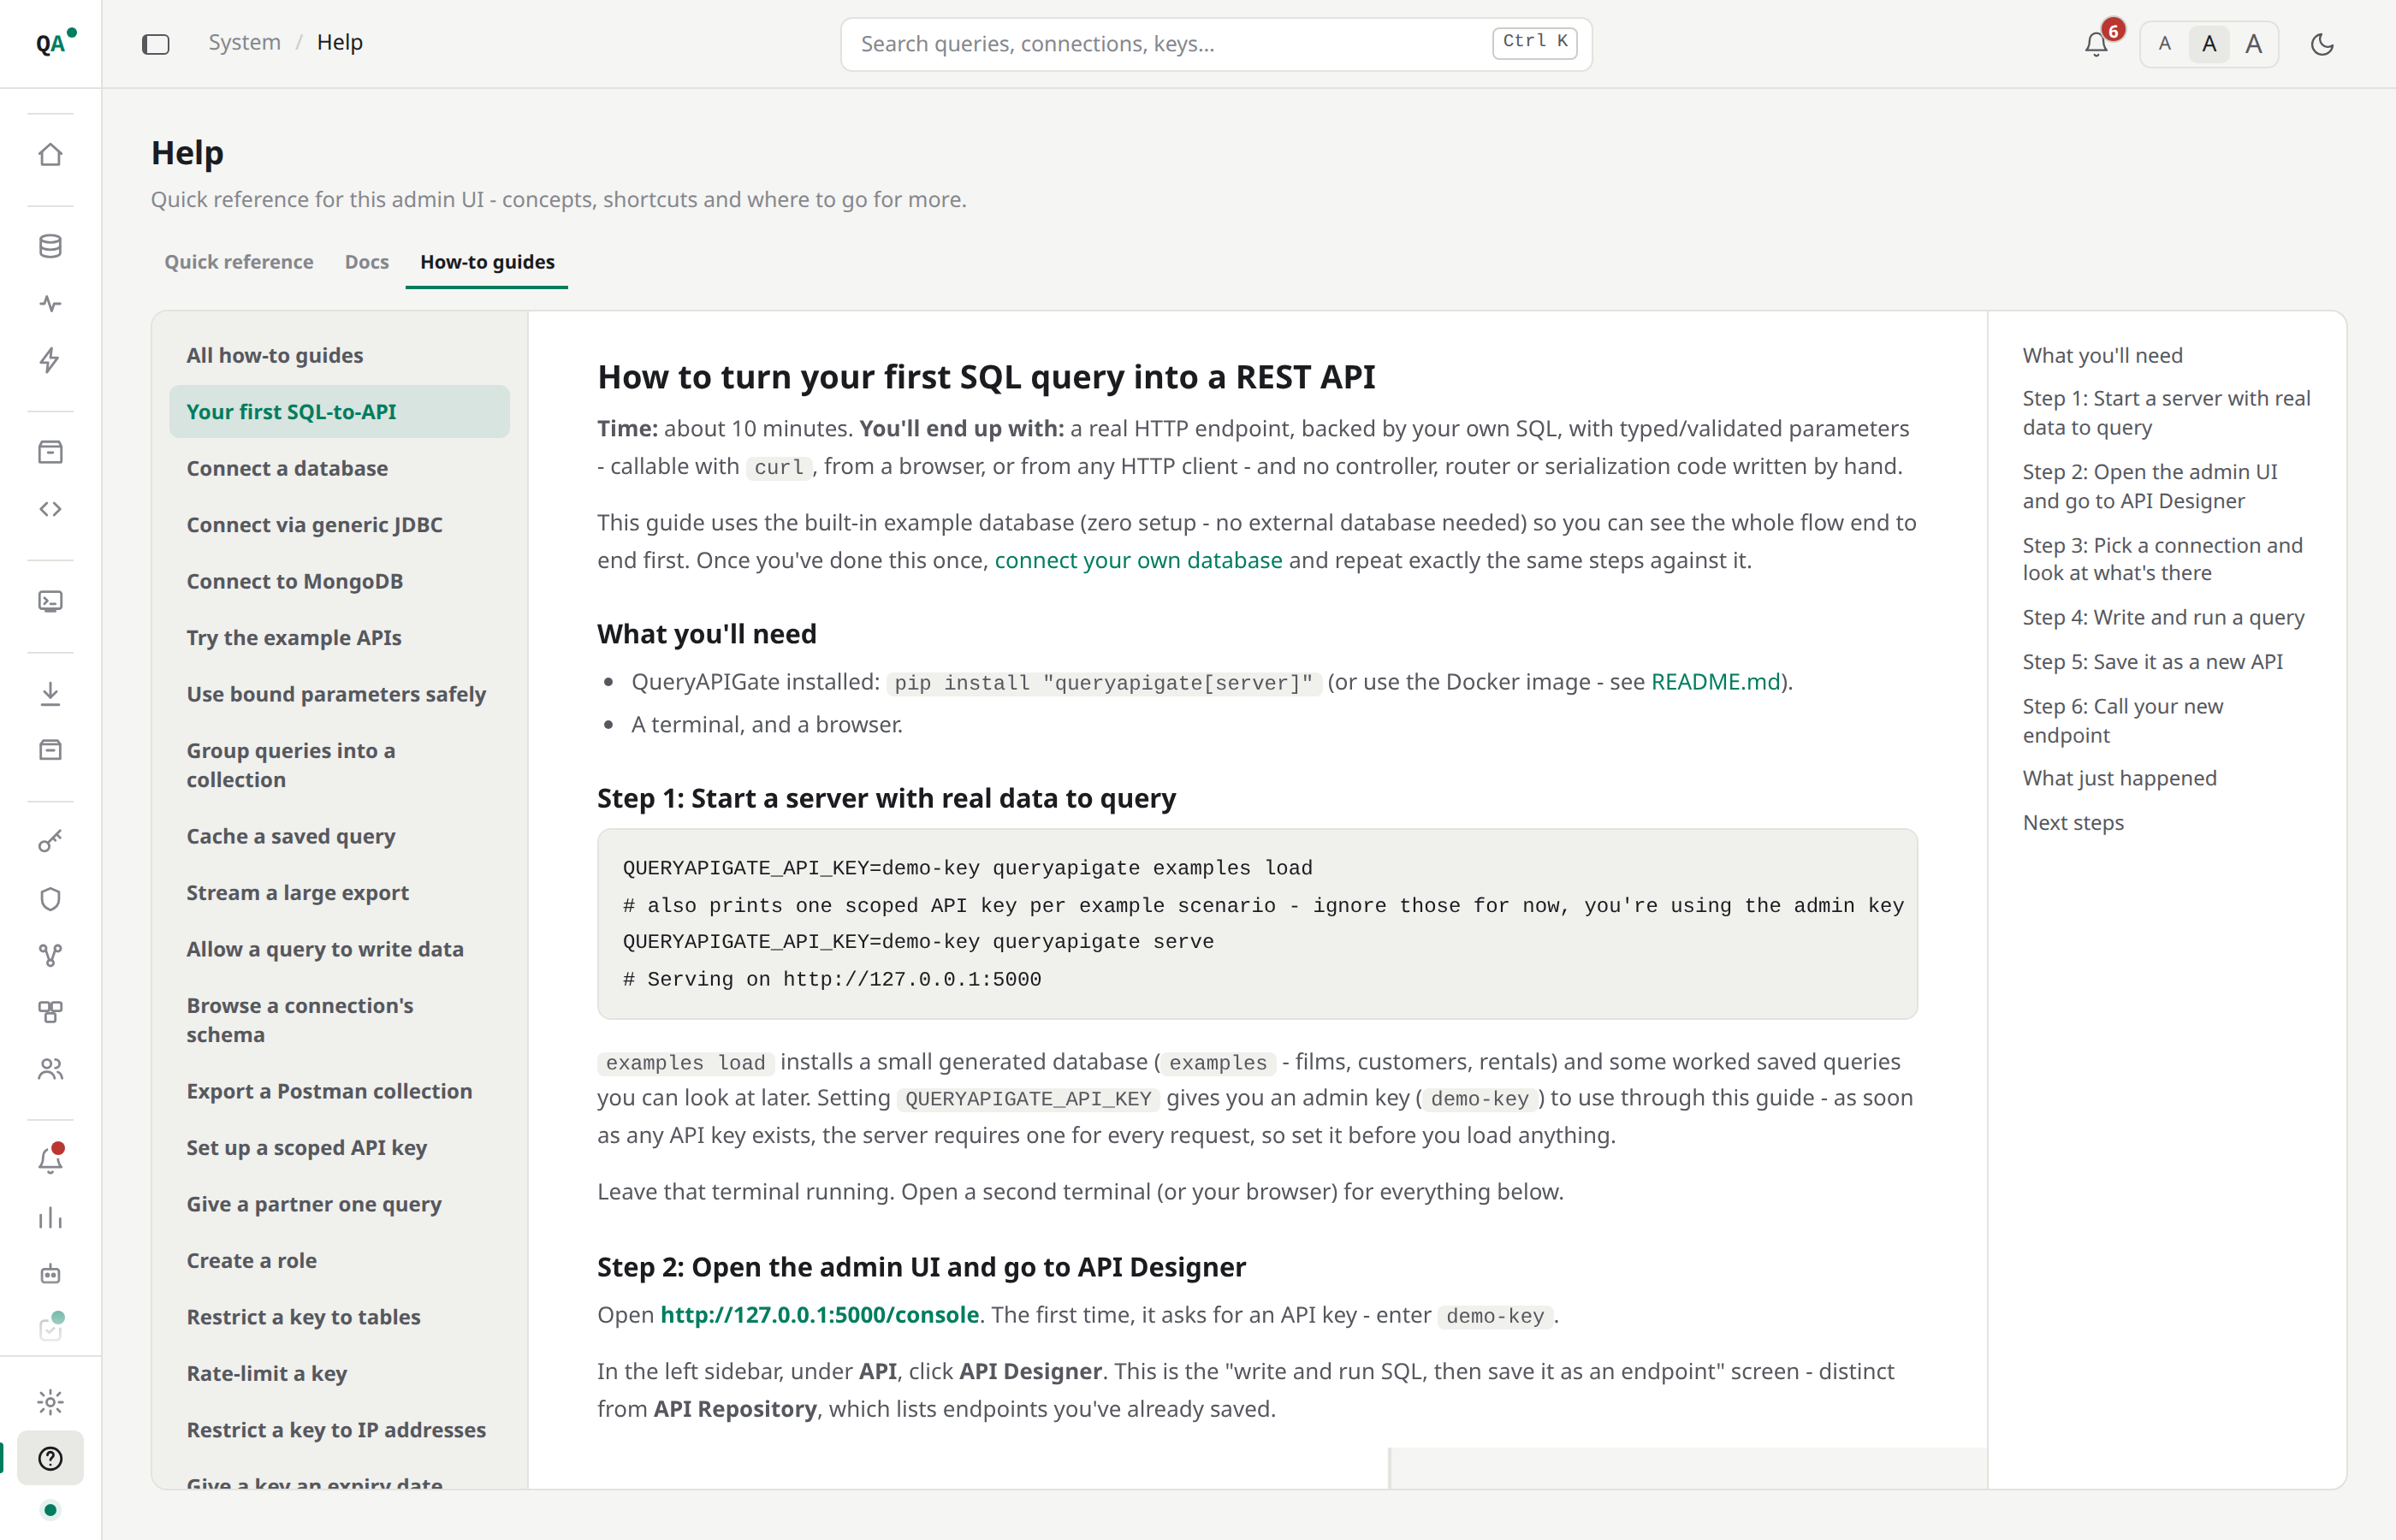 QA
System / Help
Search queries, connections, keys...
Ctrl K
6
A A A
Help
Quick reference for this admin UI - concepts, shortcuts and where to go for more.
Quick reference
Docs
How-to guides
All how-to guides
Your first SQL-to-API
Connect a database
Connect via generic JDBC
Connect to MongoDB
Try the example APIs
Use bound parameters safely
Group queries into a
collection
Cache a saved query
Stream a large export
Allow a query to write data
Browse a connection's
schema
Export a Postman collection
Set up a scoped API key
Give a partner one query
Create a role
Restrict a key to tables
Rate-limit a key
Restrict a key to IP addresses
Give a key an expiry date
How to turn your first SQL query into a REST API
Time: about 10 minutes. You'll end up with: a real HTTP endpoint, backed by your own SQL, with typed/validated parameters
- callable with curl, from a browser, or from any HTTP client - and no controller, router or serialization code written by hand.
This guide uses the built-in example database (zero setup - no external database needed) so you can see the whole flow end to
end first. Once you've done this once, connect your own database and repeat exactly the same steps against it.
What you'll need
• QueryAPIGate installed: pip install "queryapigate[server]" (or use the Docker image - see README.md).
• A terminal, and a browser.
Step 1: Start a server with real data to query
QUERYAPIGATE_API_KEY=demo-key queryapigate examples load
# also prints one scoped API key per example scenario - ignore those for now, you're using the admin key
QUERYAPIGATE_API_KEY=demo-key queryapigate serve
# Serving on http://127.0.0.1:5000
examples load installs a small generated database (examples - films, customers, rentals) and some worked saved queries
you can look at later. Setting QUERYAPIGATE_API_KEY gives you an admin key (demo-key) to use through this guide - as soon
as any API key exists, the server requires one for every request, so set it before you load anything.
Leave that terminal running. Open a second terminal (or your browser) for everything below.
Step 2: Open the admin UI and go to API Designer
Open http://127.0.0.1:5000/console. The first time, it asks for an API key - enter demo-key.
In the left sidebar, under API, click API Designer. This is the "write and run SQL, then save it as an endpoint" screen - distinct
from API Repository, which lists endpoints you've already saved.
What you'll need
Step 1: Start a server with real
data to query
Step 2: Open the admin UI
and go to API Designer
Step 3: Pick a connection and
look at what's there
Step 4: Write and run a query
Step 5: Save it as a new API
Step 6: Call your new
endpoint
What just happened
Next steps